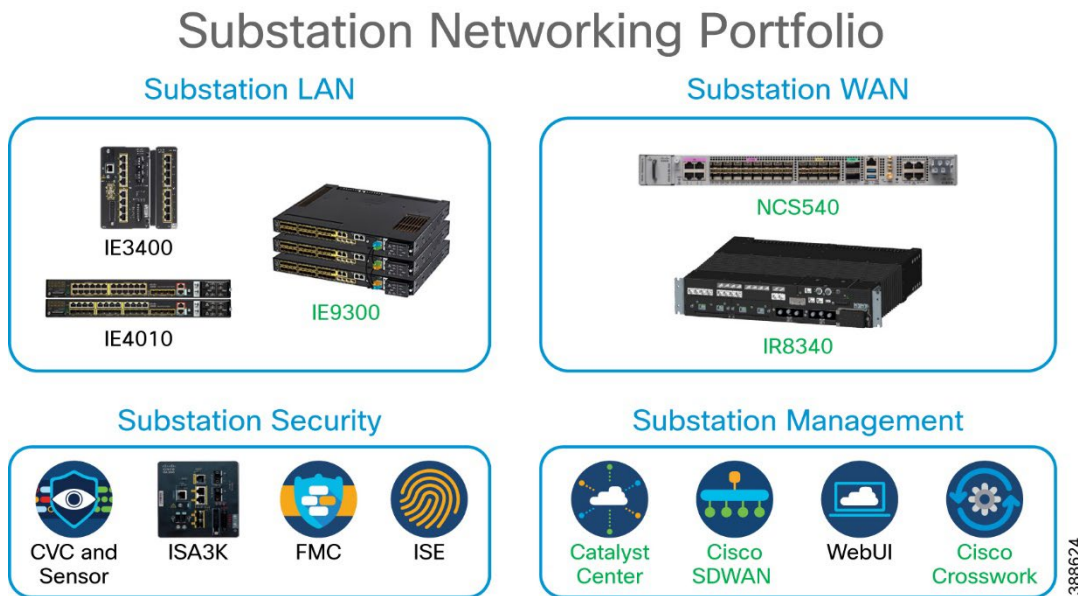 Substation Networking Portfolio
Substation LAN
Substation WAN
IE3400
IE4010
IE9300
NCS540
IR8340
Substation Security
Substation Management
CVC and
Sensor
ISA3K
FMC
ISE
Catalyst
Center
Cisco
SDWAN
WebUI
Cisco
Crosswork
388624